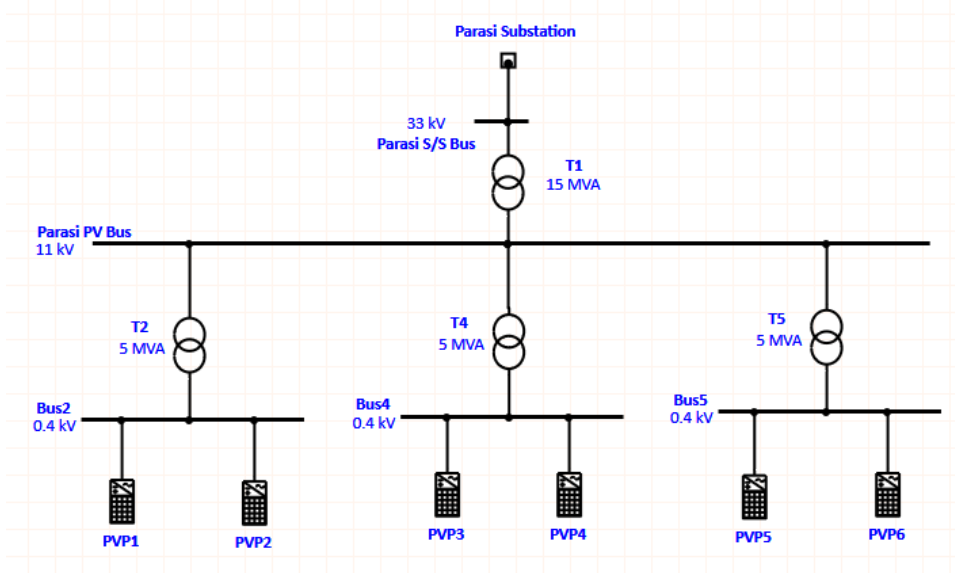 Parasi Substation
33 kV
Parasi S/S Bus
T1
15 MVA
Parasi PV Bus
11 kV
T2
5 MVA
T4
5 MVA
T5
5 MVA
Bus2
0.4 kV
Bus4
0.4 kV
Bus5
0.4 kV
PVP1
PVP2
PVP3
PVP4
PVP5
PVP6